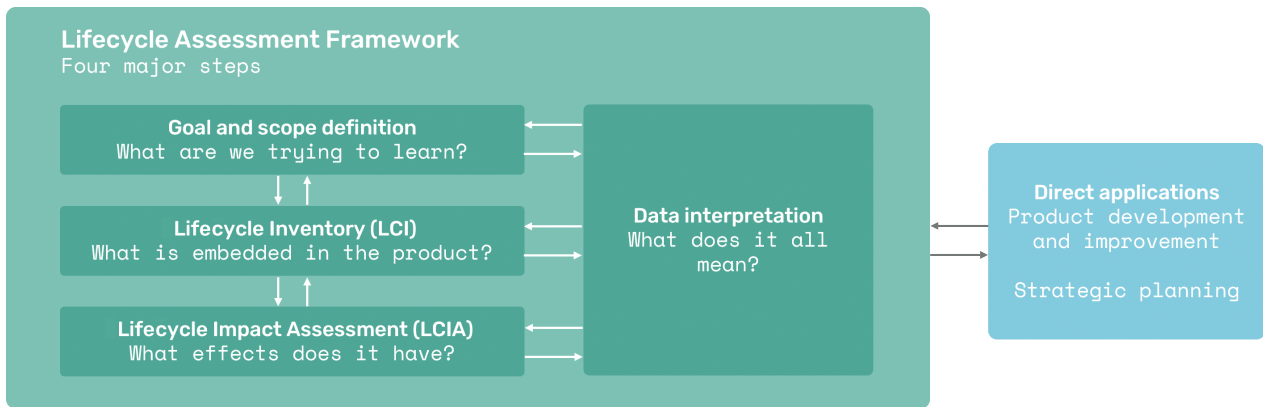 Lifecycle Assessment Framework
Four major steps
Goal and scope definition
What are we trying to learn?
Lifecycle Inventory (LCI)
What is embedded in the product?
Lifecycle Impact Assessment (LCIA)
What effects does it have?
Data interpretation
What does it all
mean?
Direct applications
Product development
and improvement
Strategic planning